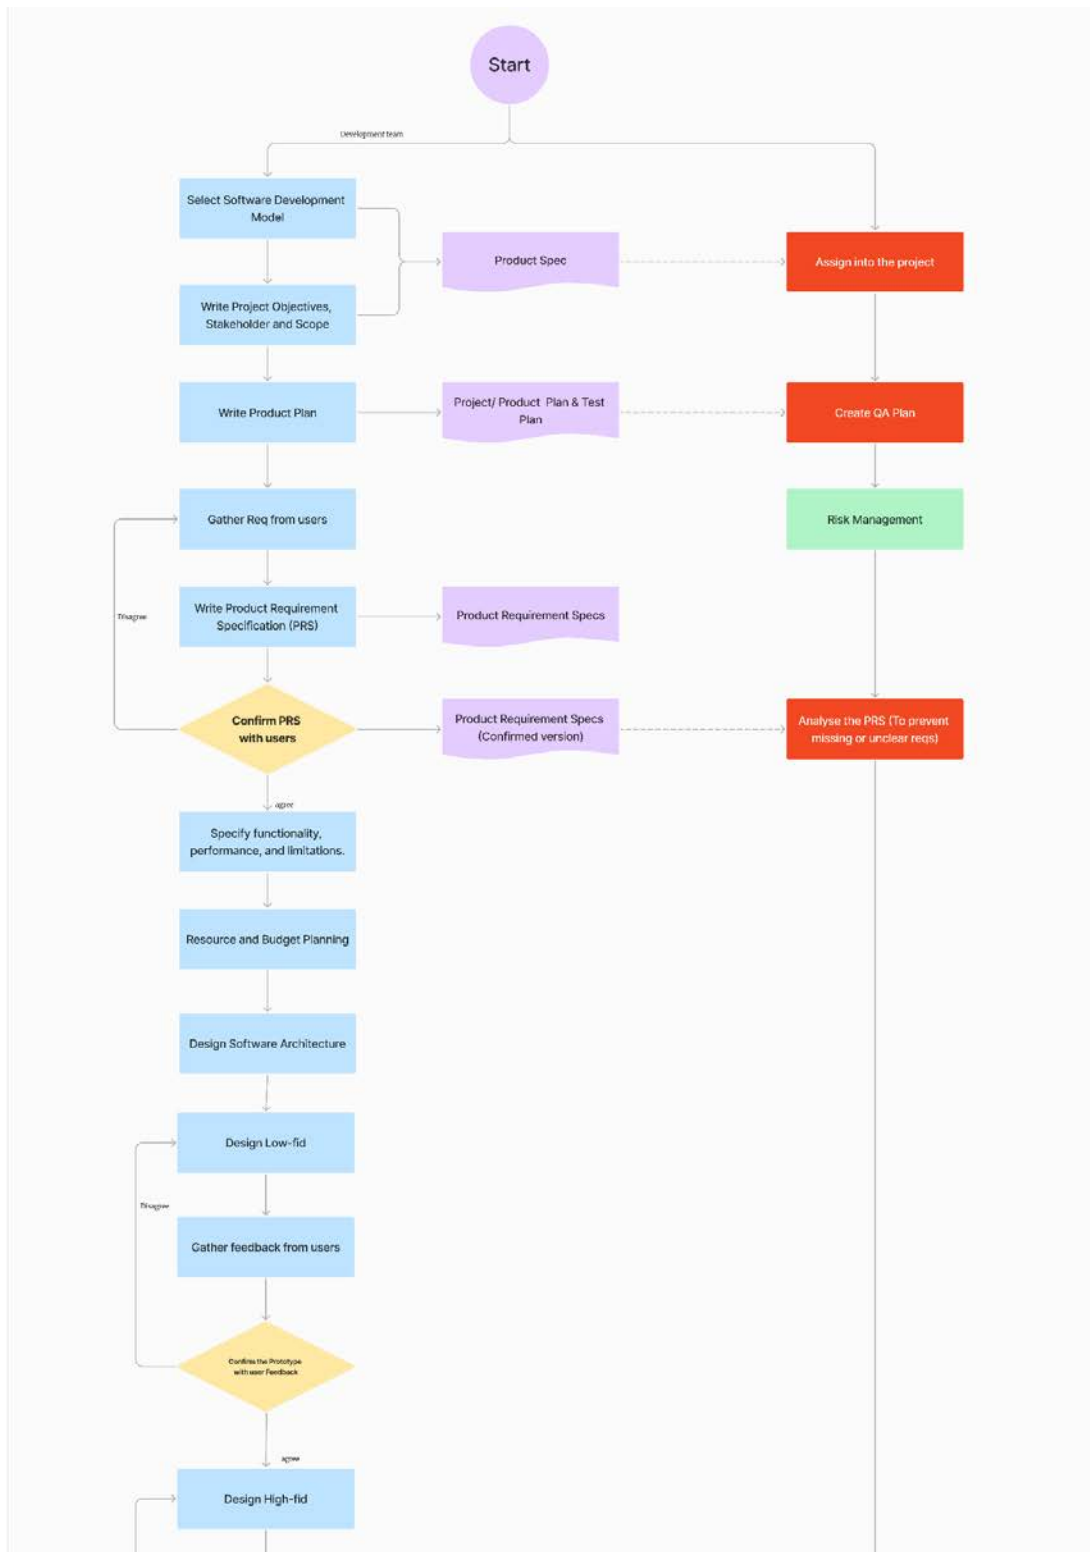 Start
Development team
Select Software Development
Model
Product Spec
Assign into the project
Write Project Objectives,
Stakeholder and Scope
Write Product Plan
Project/ Product Plan & Test
Plan
Create QA Plan
Gather Req from users
Risk Management
Disagree
Write Product Requirement
Specification (PRS)
Product Requirement Specs
Confirm PRS
with users
Product Requirement Specs
(Confirmed version)
Analyse the PRS (To prevent
missing or unclear reqs)
agree
Specify functionality,
performance, and limitations.
Resource and Budget Planning
Design Software Architecture
Design Low-fid
Disagree
Gather feedback from users
Confirm the Prototype
with user Feedback
agree
Design High-fid